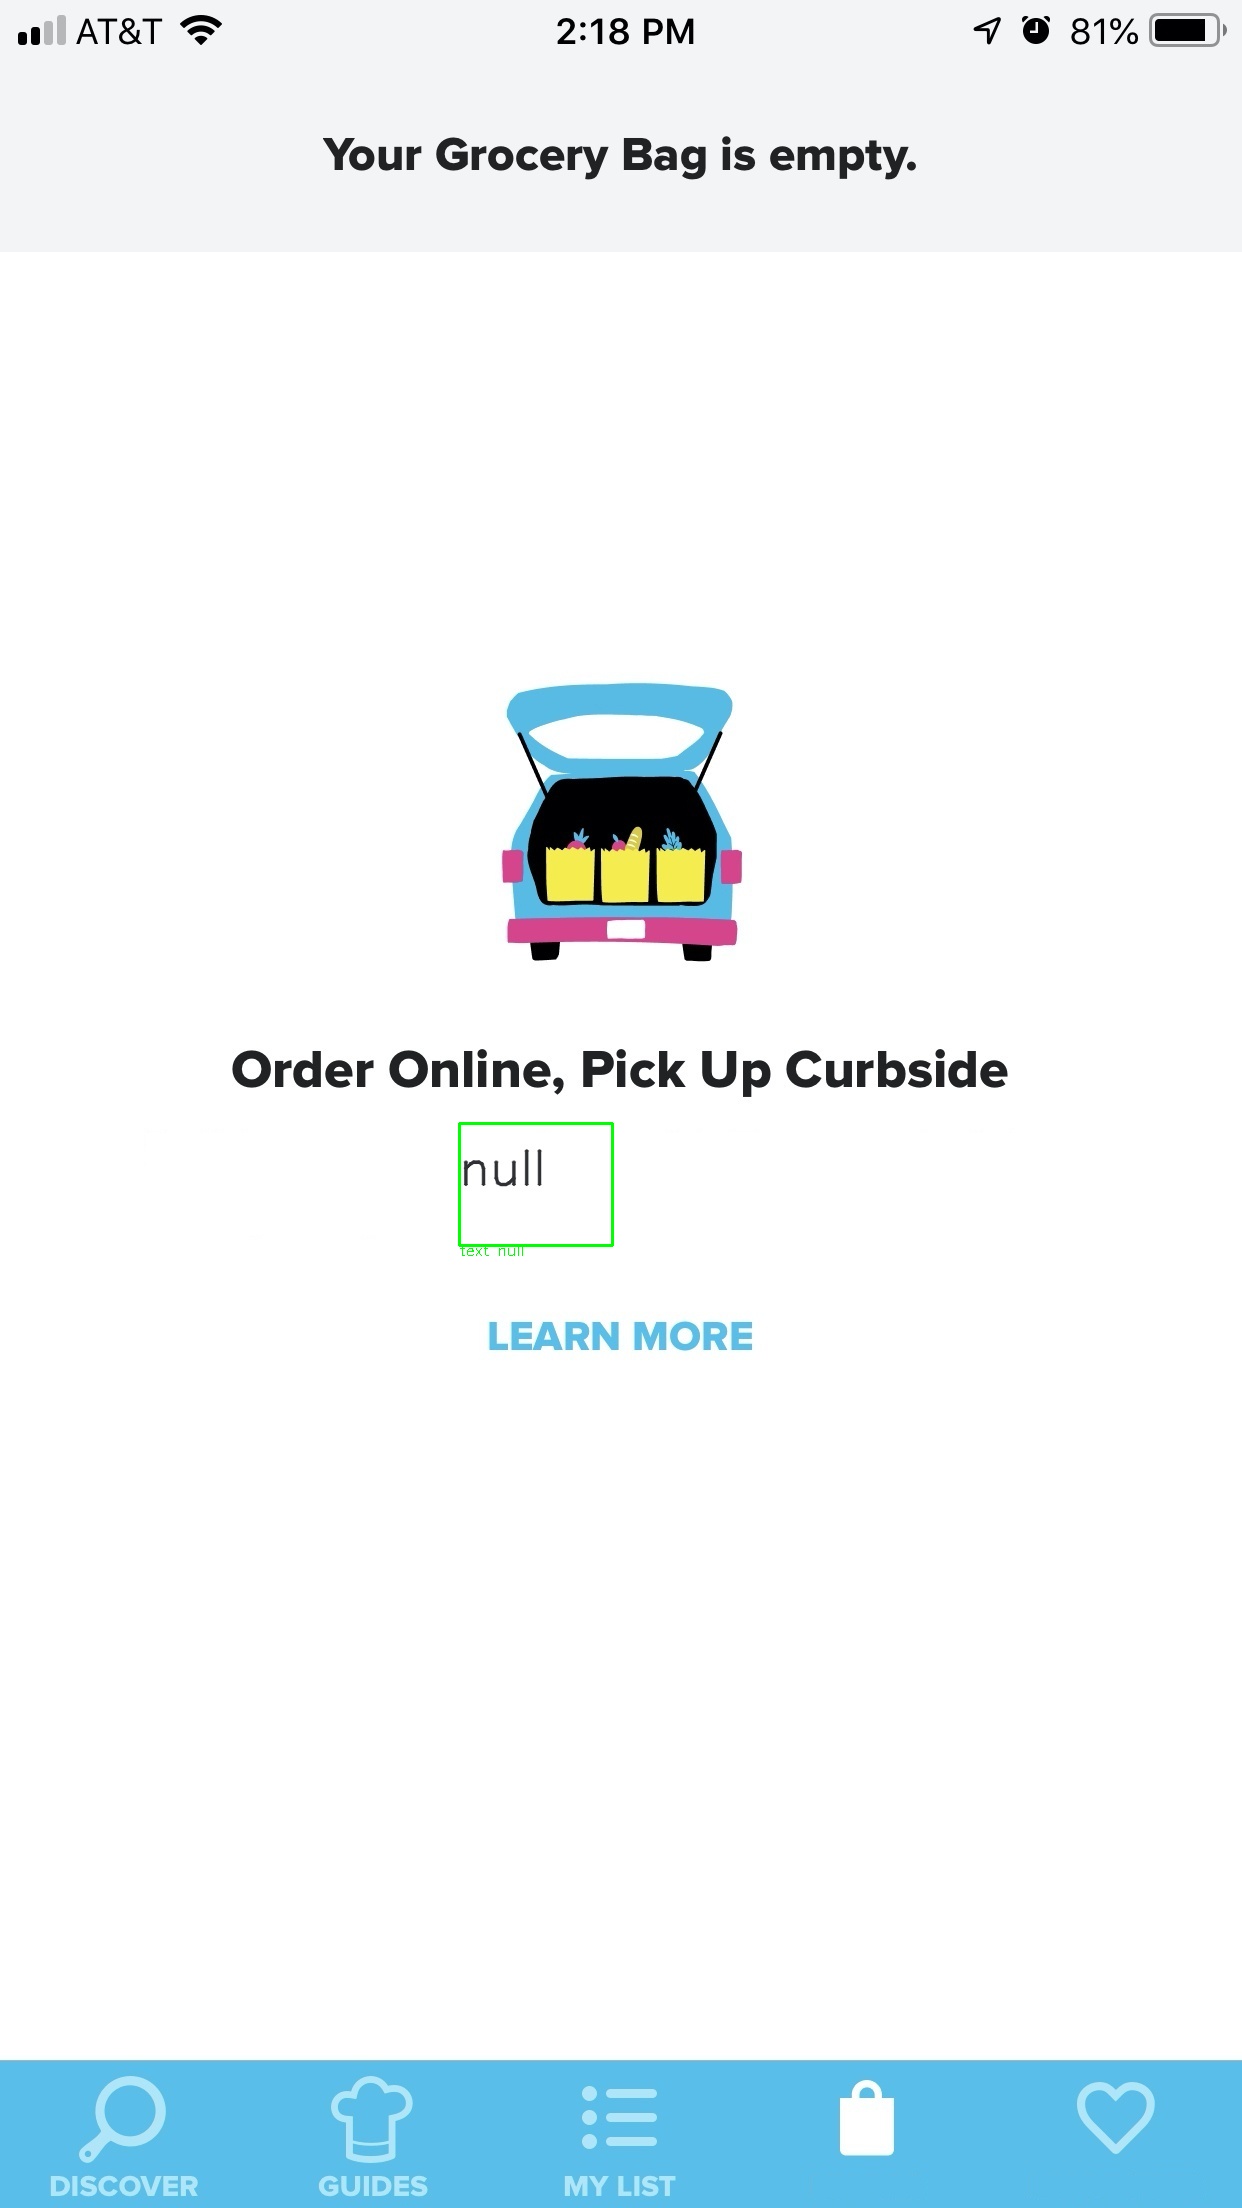 AT&T 2:18 PM 81%
Your Grocery Bag is empty.
Order Online, Pick Up Curbside
null
text null
LEARN MORE
DISCOVER GUIDES MY LIST